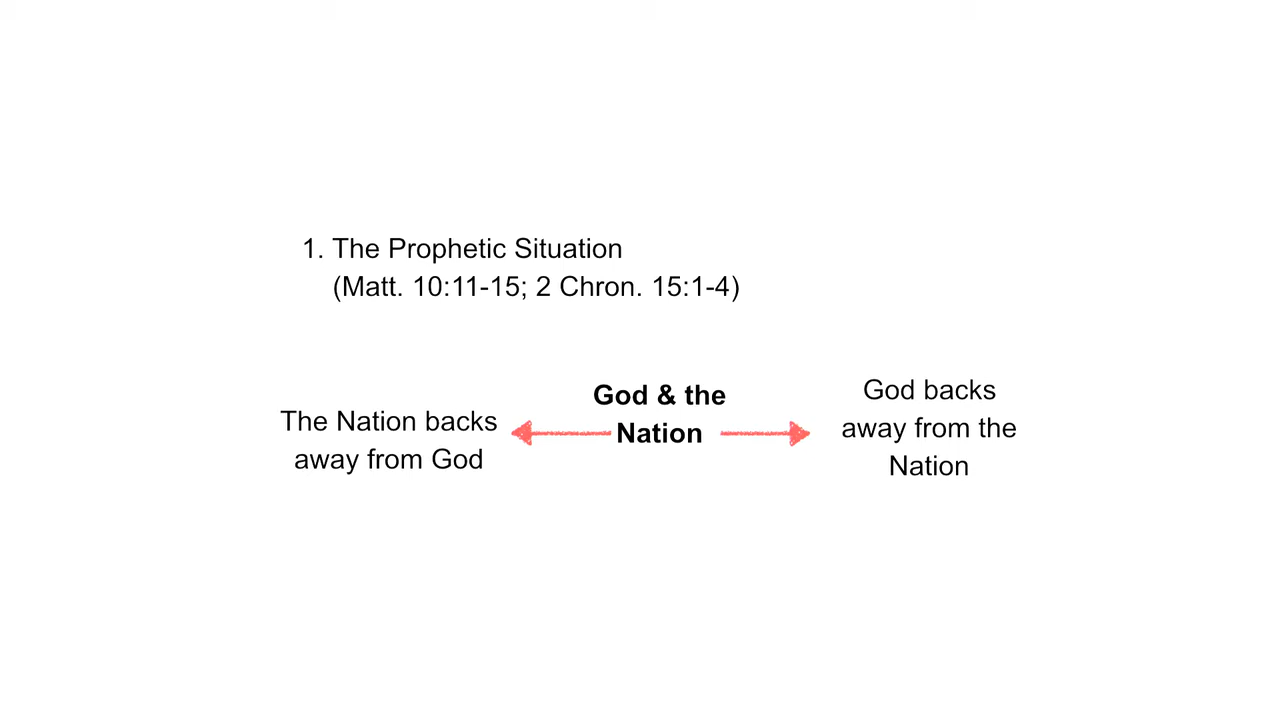 1. The Prophetic Situation
(Matt. 10:11-15; 2 Chron. 15:1-4)
The Nation backs
away from God
God & the
Nation
God backs
away from the
Nation